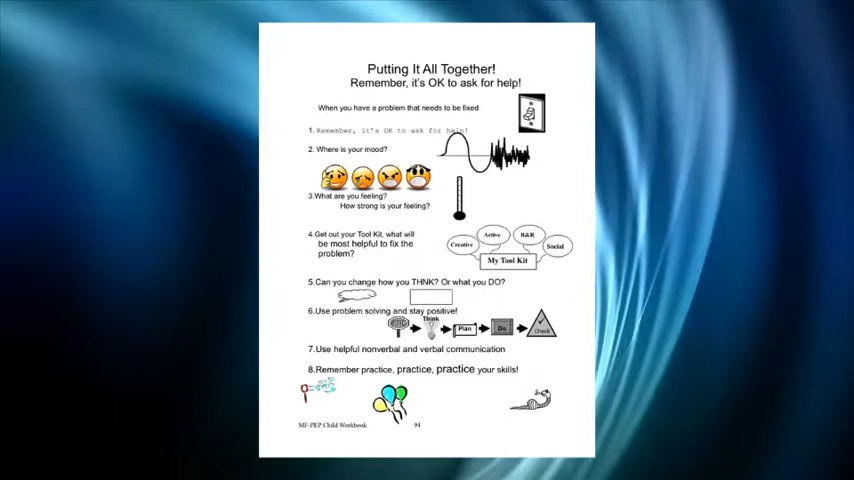 Putting It All Together!
Remember, it's OK to ask for help!
When you have a problem that needs to be fixed
1. Remember, it's OK to ask for help!
2. Where is your mood?
3.What are you feeling?
How strong is your feeling?
4.Get out your Tool Kit, what will
be most helpful to fix the
problem?
Creative
Active
R&R
Social
My Tool Kit
5.Can you change how you THNK? Or what you DO?
6.Use problem solving and stay positive!
STOP
Think
Plan
Do
Check
7.Use helpful nonverbal and verbal communication
8.Remember practice, practice, practice your skills!
MF-PEP Child Workbook 94